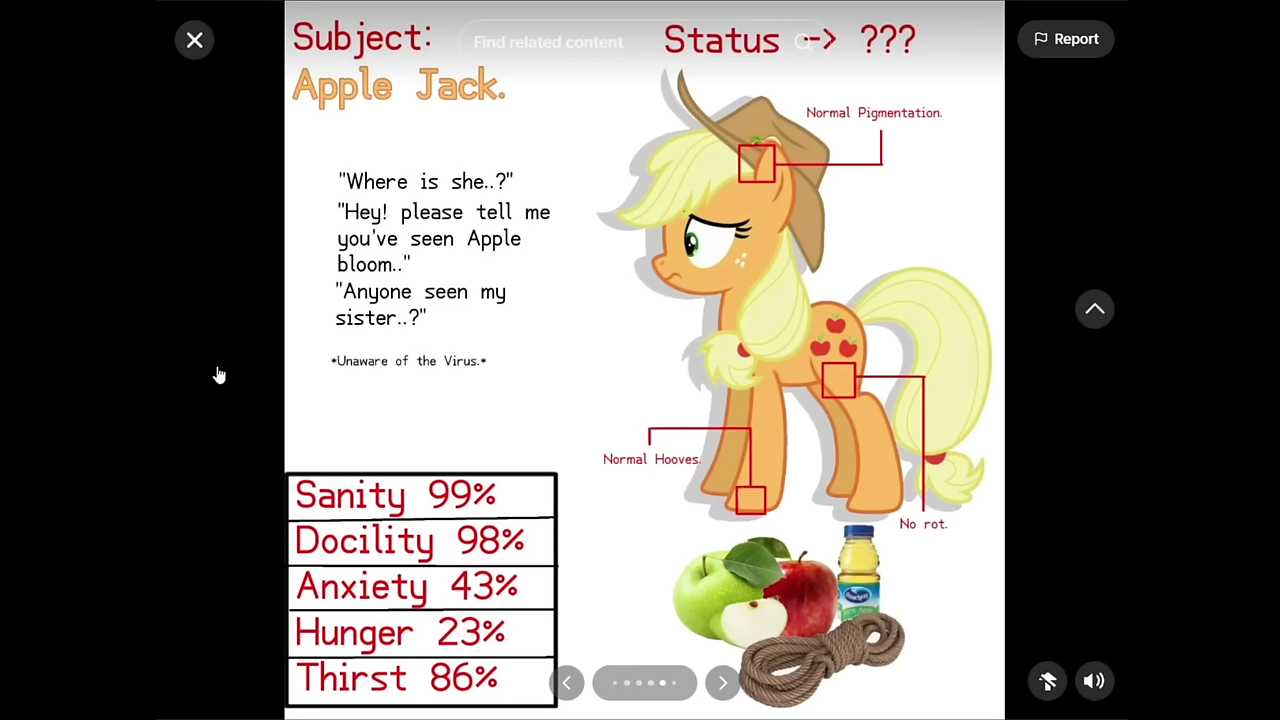 Subject:
Find related content
Status -> ???
Report
Apple Jack.
Normal Pigmentation.
"Where is she..?"
"Hey! please tell me
you've seen Apple
bloom.."
"Anyone seen my
sister..?"
*Unaware of the Virus.*
Normal Hooves.
No rot.
Sanity 99%
Docility 98%
Anxiety 43%
Hunger 23%
Thirst 86%
Ocean Spray